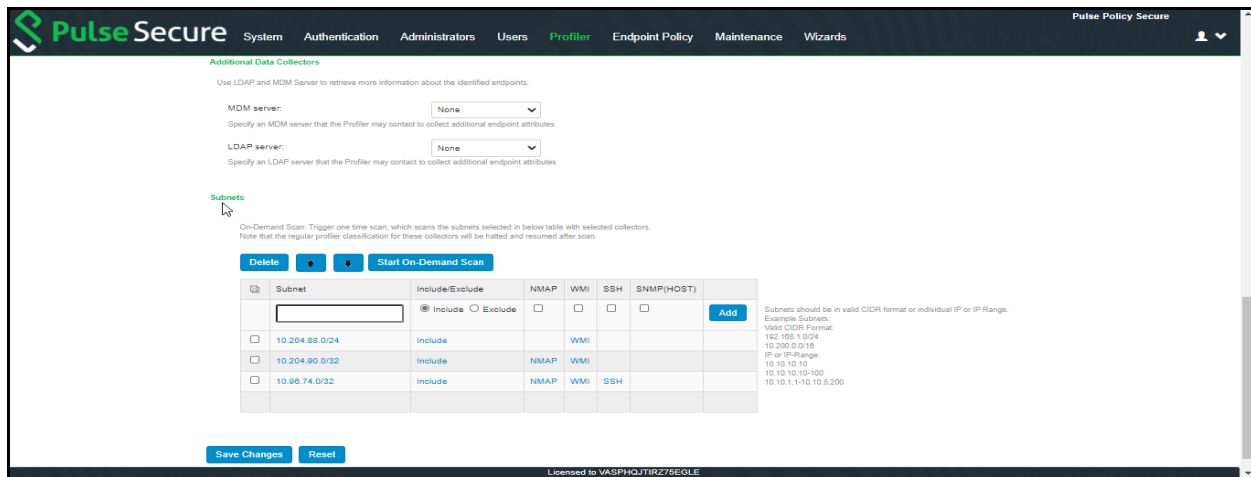 Pulse Policy Secure
Pulse Secure System Authentication Administrators Users Profiler Endpoint Policy Maintenance Wizards
Additional Data Collectors
Use LDAP and MDM Server to retrieve more information about the identified endpoints.
MDM server: None
Specify an MDM server that the Profiler may contact to collect additional endpoint attributes
LDAP server: None
Specify an LDAP server that the Profiler may contact to collect additional endpoint attributes
Subnets
On-Demand Scan: Trigger one time scan, which scans the subnets selected in below table with selected collectors.
Note that the regular profiler classification for these collectors will be halted and resumed after scan.
Delete Start On-Demand Scan
Subnet Include/Exclude NMAP WMI SSH SNMP(HOST)
Include Exclude Add
10.204.88.0/24 Include WMI
10.204.90.0/32 Include NMAP WMI
10.96.74.0/32 Include NMAP WMI SSH
Subnets should be in valid CIDR format or individual IP or IP Range.
Example Subnets:
Valid CIDR Format:
192.168.1.0/24
10.200.0.0/16
IP or IP-Range:
10.10.10.10
10.10.10.10-100
10.10.1.1-10.10.5.200
Save Changes Reset
Licensed to VASPHQJTIRZ75EGLE